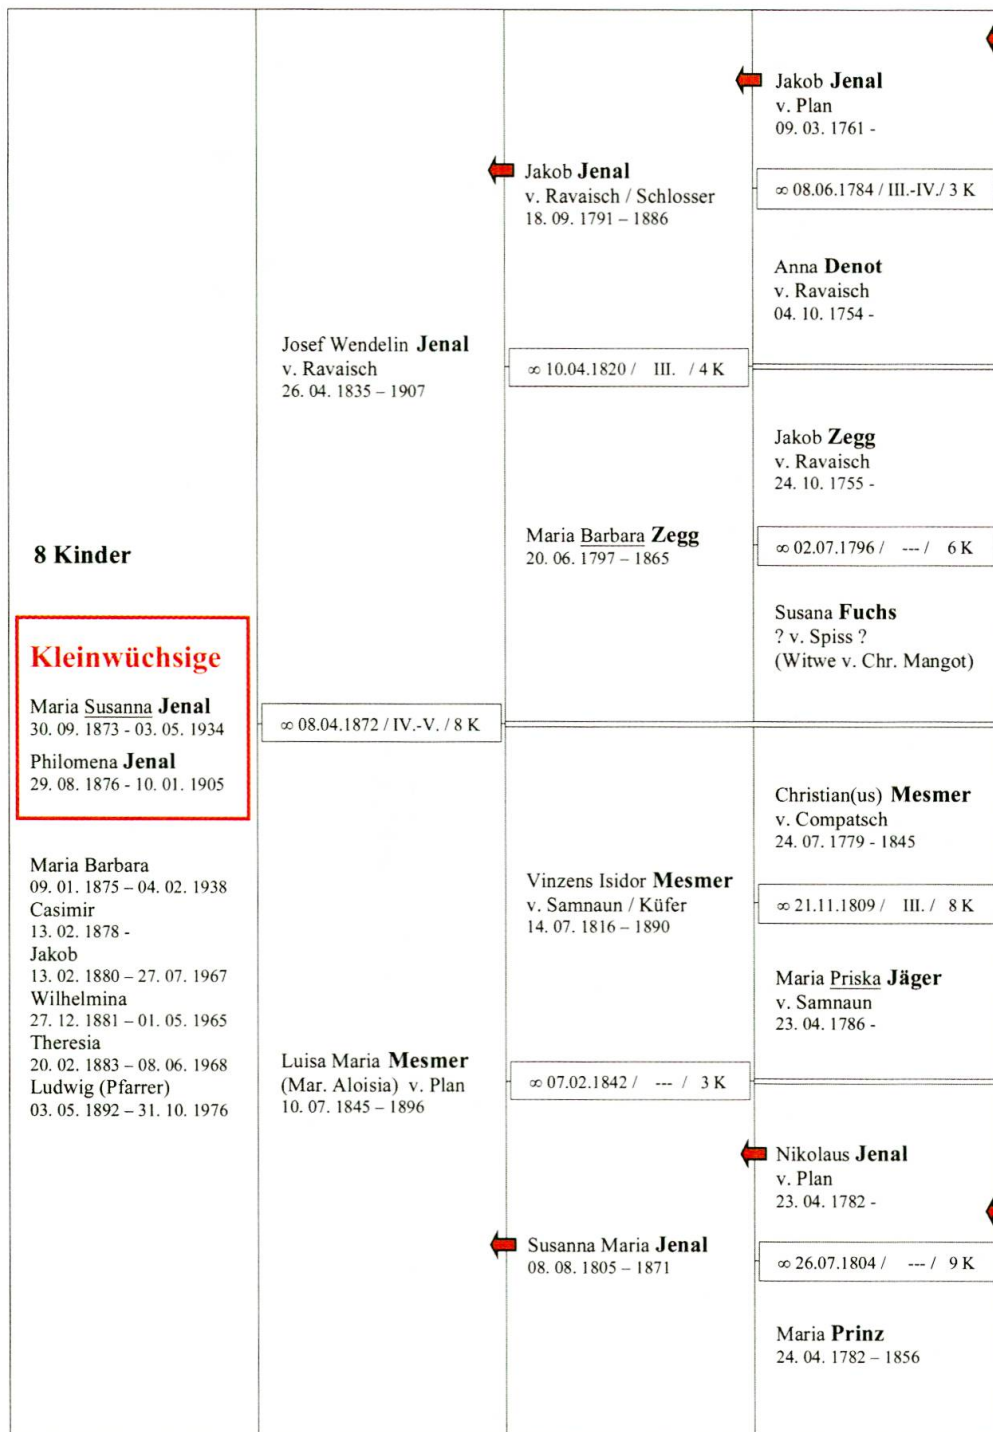 8 Kinder
Kleinwüchsige
Maria Susanna Jenal
30. 09. 1873 - 03. 05. 1934
Philomena Jenal
29. 08. 1876 - 10. 01. 1905
Maria Barbara
09. 01. 1875 – 04. 02. 1938
Casimir
13. 02. 1878 -
Jakob
13. 02. 1880 – 27. 07. 1967
Wilhelmina
27. 12. 1881 – 01. 05. 1965
Theresia
20. 02. 1883 – 08. 06. 1968
Ludwig (Pfarrer)
03. 05. 1892 – 31. 10. 1976
Josef Wendelin Jenal
v. Ravaisch
26. 04. 1835 – 1907
∞ 08.04.1872 / IV.-V. / 8 K
Luisa Maria Mesmer
(Mar. Aloisia) v. Plan
10. 07. 1845 – 1896
Jakob Jenal
v. Ravaisch / Schlosser
18. 09. 1791 – 1886
∞ 10.04.1820 / III. / 4 K
Maria Barbara Zegg
20. 06. 1797 – 1865
Vinzens Isidor Mesmer
v. Samnaun / Küfer
14. 07. 1816 – 1890
∞ 07.02.1842 / --- / 3 K
Susanna Maria Jenal
08. 08. 1805 – 1871
Jakob Jenal
v. Plan
09. 03. 1761 -
∞ 08.06.1784 / III.-IV./ 3 K
Anna Denot
v. Ravaisch
04. 10. 1754 -
Jakob Zegg
v. Ravaisch
24. 10. 1755 -
∞ 02.07.1796 / --- / 6 K
Susana Fuchs
? v. Spiss ?
(Witwe v. Chr. Mangot)
Christian(us) Mesmer
v. Compatsch
24. 07. 1779 - 1845
∞ 21.11.1809 / III. / 8 K
Maria Priska Jäger
v. Samnaun
23. 04. 1786 -
Nikolaus Jenal
v. Plan
23. 04. 1782 -
∞ 26.07.1804 / --- / 9 K
Maria Prinz
24. 04. 1782 – 1856